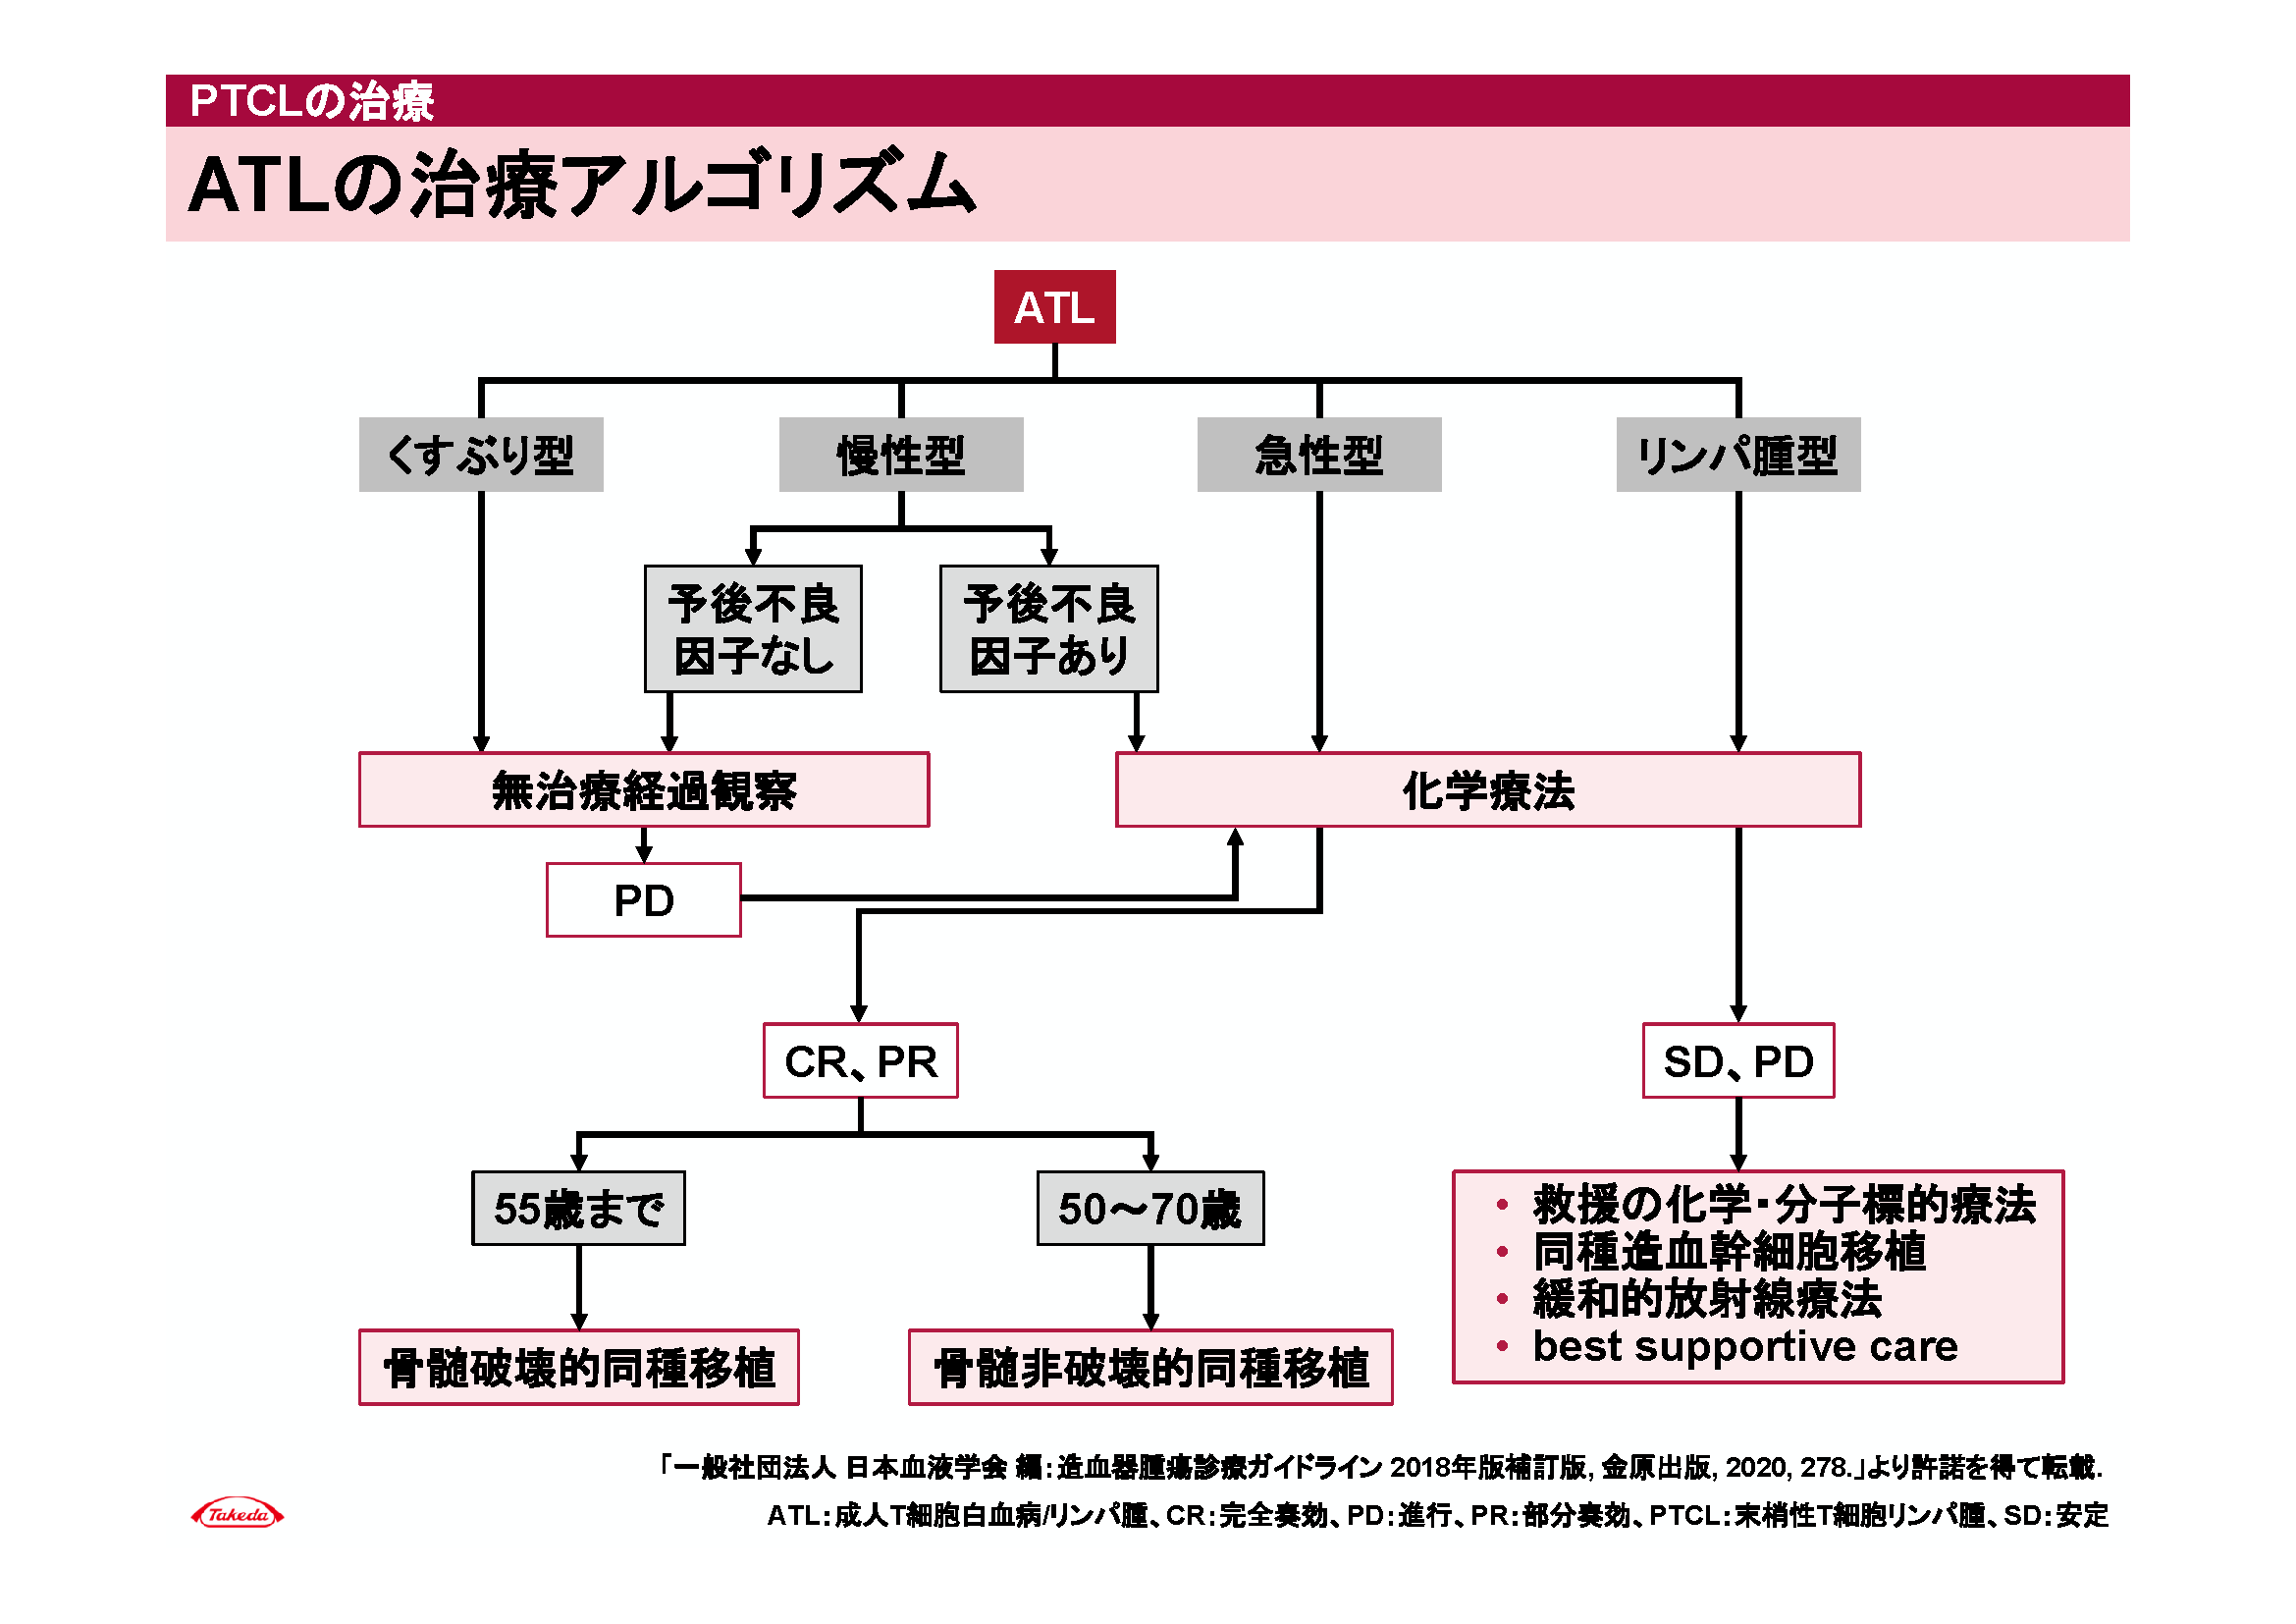 PTCLの治療
ATLの治療アルゴリズム
ATL
くすぶり型
慢性型
急性型
リンパ腫型
予後不良
因子なし
予後不良
因子あり
無治療経過観察
化学療法
PD
CR、PR
SD、PD
55歳まで
50～70歳
骨髄破壊的同種移植
骨髄非破壊的同種移植
• 救援の化学・分子標的療法
• 同種造血幹細胞移植
• 緩和的放射線療法
• best supportive care
「一般社団法人 日本血液学会 編：造血器腫瘍診療ガイドライン 2018年版補訂版, 金原出版, 2020, 278.」より許諾を得て転載.
Takeda
ATL：成人T細胞白血病/リンパ腫、CR：完全奏効、PD：進行、PR：部分奏効、PTCL：末梢性T細胞リンパ腫、SD：安定